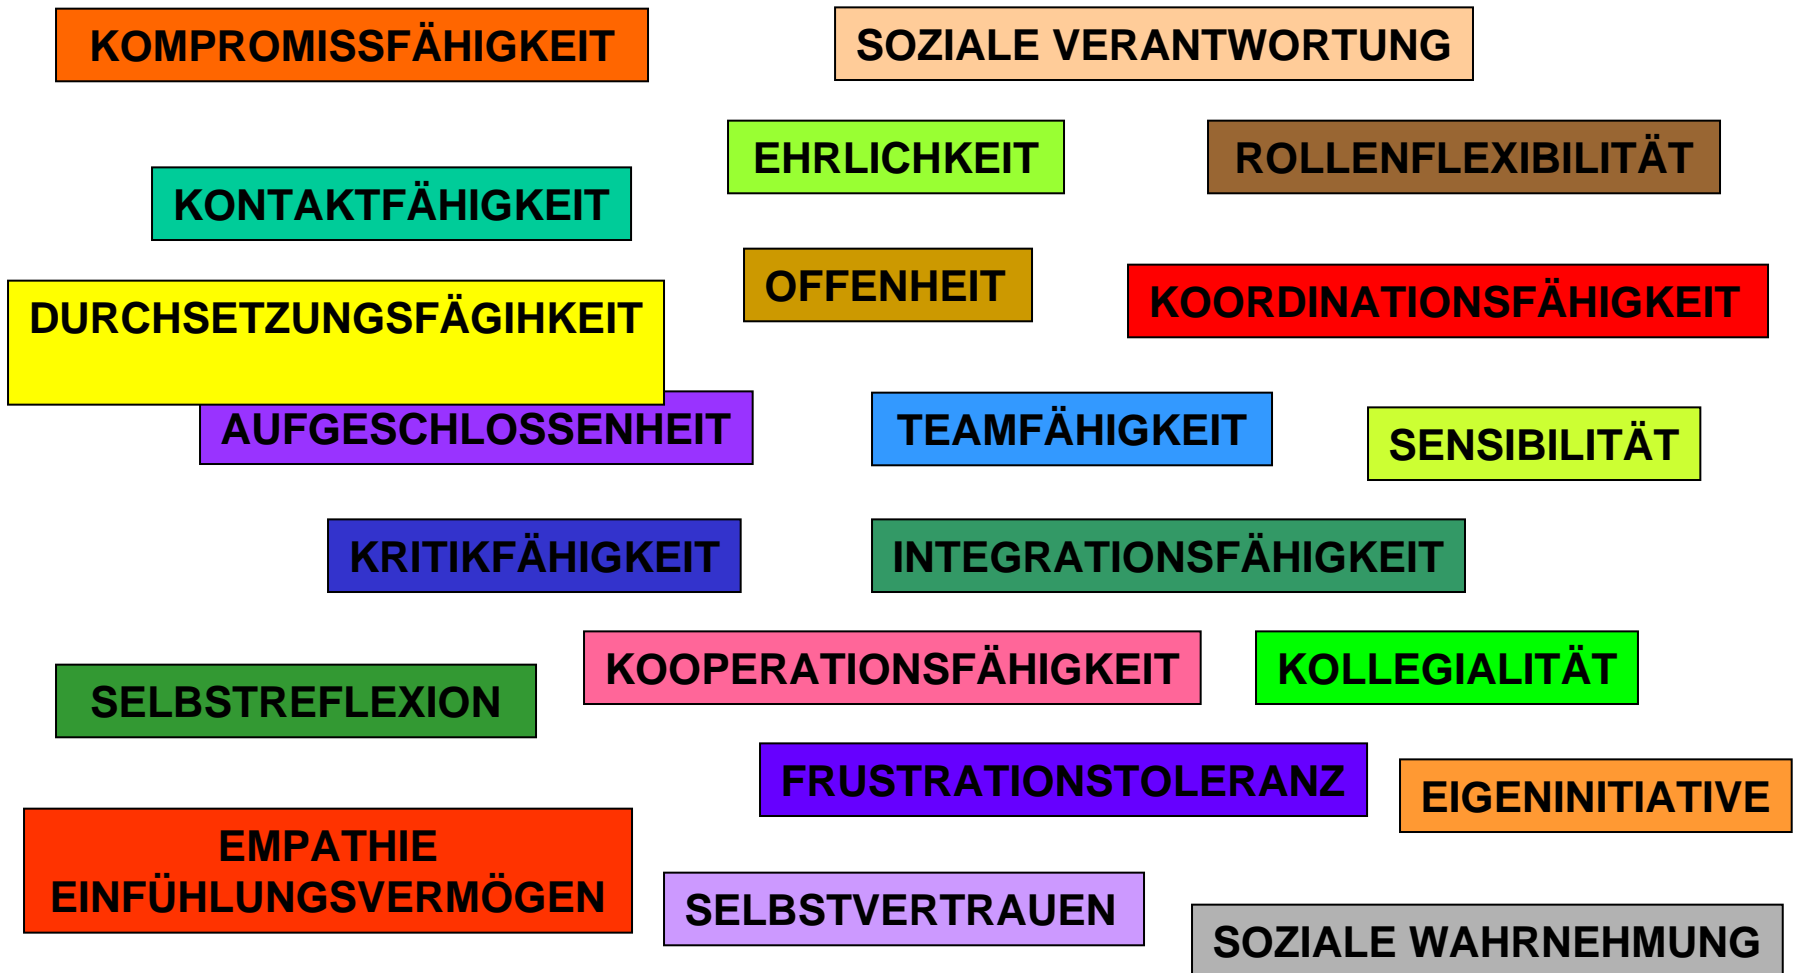 KOMPROMISSFÄHIGKEIT
SOZIALE VERANTWORTUNG
EHRLICHKEIT
ROLLENFLEXIBILITÄT
KONTAKTFÄHIGKEIT
OFFENHEIT
KOORDINATIONSFÄHIGKEIT
DURCHSETZUNGSFÄGIHKEIT
AUFGESCHLOSSENHEIT
TEAMFÄHIGKEIT
SENSIBILITÄT
KRITIKFÄHIGKEIT
INTEGRATIONSFÄHIGKEIT
KOOPERATIONSFÄHIGKEIT
KOLLEGIALITÄT
SELBSTREFLEXION
FRUSTRATIONSTOLERANZ
EIGENINITIATIVE
EMPATHIE
EINFÜHLUNGSVERMÖGEN
SELBSTVERTRAUEN
SOZIALE WAHRNEHMUNG